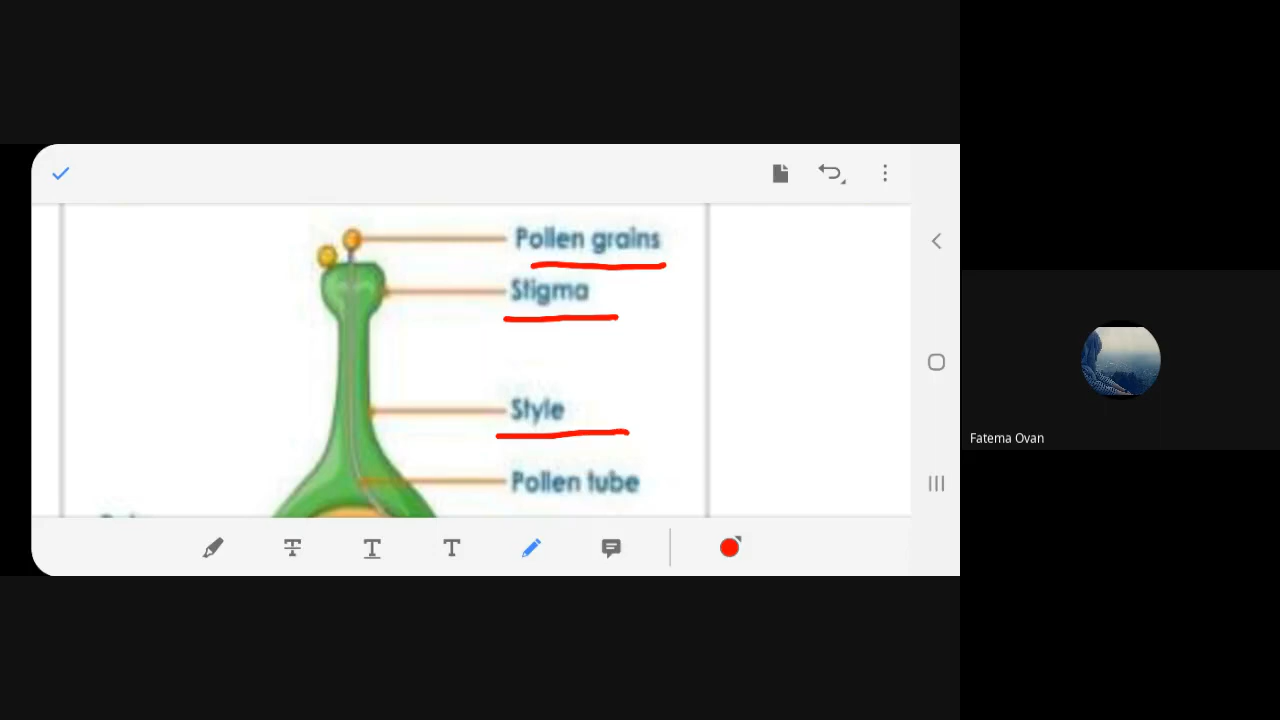 Pollen grains
Stigma
Style
Pollen tube
Fatema Ovan